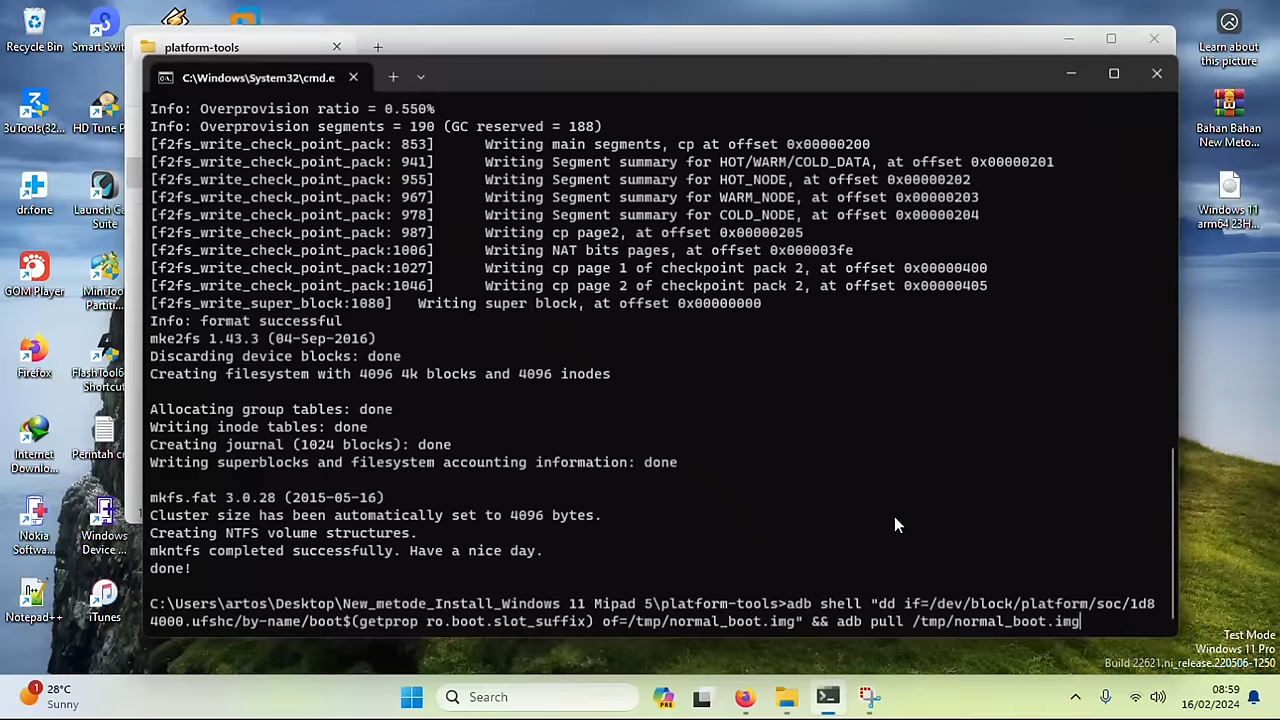 Recycle Bin
Smart Swit...
3uTools(32...
HD Tune P...
dr.fone
Launch Ca...
Suite
GOM Player
MiniTool
Partiti...
Firefox
FlashTool6...
Shortcut
Internet
Downlo...
Perintah c...
Nokia
Softwa...
Windows
Device ...
Notepad++
iTunes
platform-tools
C:\Windows\System32\cmd.e
Info: Overprovision ratio = 0.550%
Info: Overprovision segments = 190 (GC reserved = 188)
[f2fs_write_check_point_pack: 853] Writing main segments, cp at offset 0x00000200
[f2fs_write_check_point_pack: 941] Writing Segment summary for HOT/WARM/COLD_DATA, at offset 0x00000201
[f2fs_write_check_point_pack: 955] Writing Segment summary for HOT_NODE, at offset 0x00000202
[f2fs_write_check_point_pack: 967] Writing Segment summary for WARM_NODE, at offset 0x00000203
[f2fs_write_check_point_pack: 978] Writing Segment summary for COLD_NODE, at offset 0x00000204
[f2fs_write_check_point_pack: 987] Writing cp page2, at offset 0x00000205
[f2fs_write_check_point_pack:1006] Writing NAT bits pages, at offset 0x000003fe
[f2fs_write_check_point_pack:1027] Writing cp page 1 of checkpoint pack 2, at offset 0x00000400
[f2fs_write_check_point_pack:1046] Writing cp page 2 of checkpoint pack 2, at offset 0x00000405
[f2fs_write_super_block:1080] Writing super block, at offset 0x00000000
Info: format successful
mke2fs 1.43.3 (04-Sep-2016)
Discarding device blocks: done
Creating filesystem with 4096 4k blocks and 4096 inodes
Allocating group tables: done
Writing inode tables: done
Creating journal (1024 blocks): done
Writing superblocks and filesystem accounting information: done
mkfs.fat 3.0.28 (2015-05-16)
Cluster size has been automatically set to 4096 bytes.
Creating NTFS volume structures.
mkntfs completed successfully. Have a nice day.
done!
C:\Users\artos\Desktop\New_metode_Install_Windows 11 Mipad 5\platform-tools>adb shell "dd if=/dev/block/platform/soc/1d8
4000.ufshc/by-name/boot$(getprop ro.boot.slot_suffix) of=/tmp/normal_boot.img" && adb pull /tmp/normal_boot.img
Learn about
this picture
Bahan Bahan
New Meto...
Windows 11
arm64 23H...
Test Mode
Windows 11 Pro
Build 22621.ni_release.220506-1250
1
28°C
Sunny
Search
PRE
08:59
16/02/2024